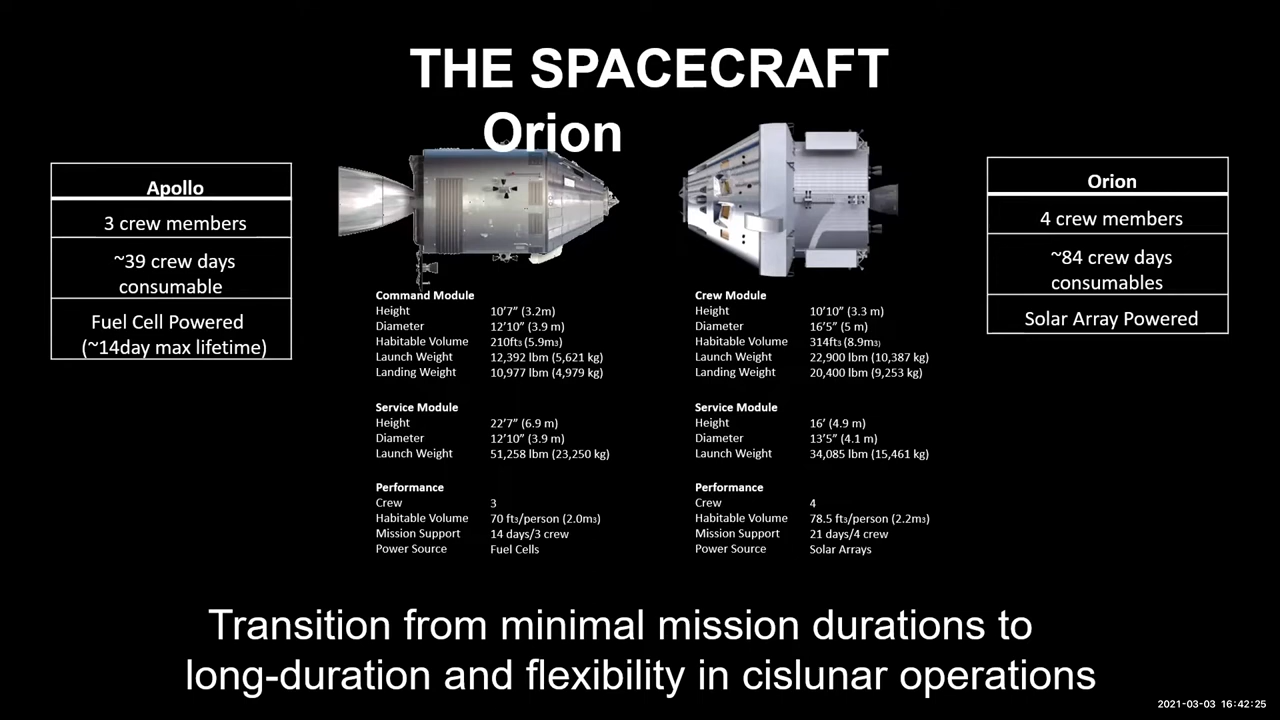 THE SPACECRAFT
Orion
Apollo
3 crew members
~39 crew days
consumable
Fuel Cell Powered
(~14day max lifetime)
Command Module
Height 10’7” (3.2m)
Diameter 12’10” (3.9 m)
Habitable Volume 210ft3 (5.9m3)
Launch Weight 12,392 lbm (5,621 kg)
Landing Weight 10,977 lbm (4,979 kg)
Service Module
Height 22’7” (6.9 m)
Diameter 12’10” (3.9 m)
Launch Weight 51,258 lbm (23,250 kg)
Performance
Crew 3
Habitable Volume 70 ft3/person (2.0m3)
Mission Support 14 days/3 crew
Power Source Fuel Cells
Crew Module
Height 10’10” (3.3 m)
Diameter 16’5” (5 m)
Habitable Volume 314ft3 (8.9m3)
Launch Weight 22,900 lbm (10,387 kg)
Landing Weight 20,400 lbm (9,253 kg)
Service Module
Height 16’ (4.9 m)
Diameter 13’5” (4.1 m)
Launch Weight 34,085 lbm (15,461 kg)
Performance
Crew 4
Habitable Volume 78.5 ft3/person (2.2m3)
Mission Support 21 days/4 crew
Power Source Solar Arrays
Orion
4 crew members
~84 crew days
consumables
Solar Array Powered
Transition from minimal mission durations to
long-duration and flexibility in cislunar operations
2021-03-03 16:42:25